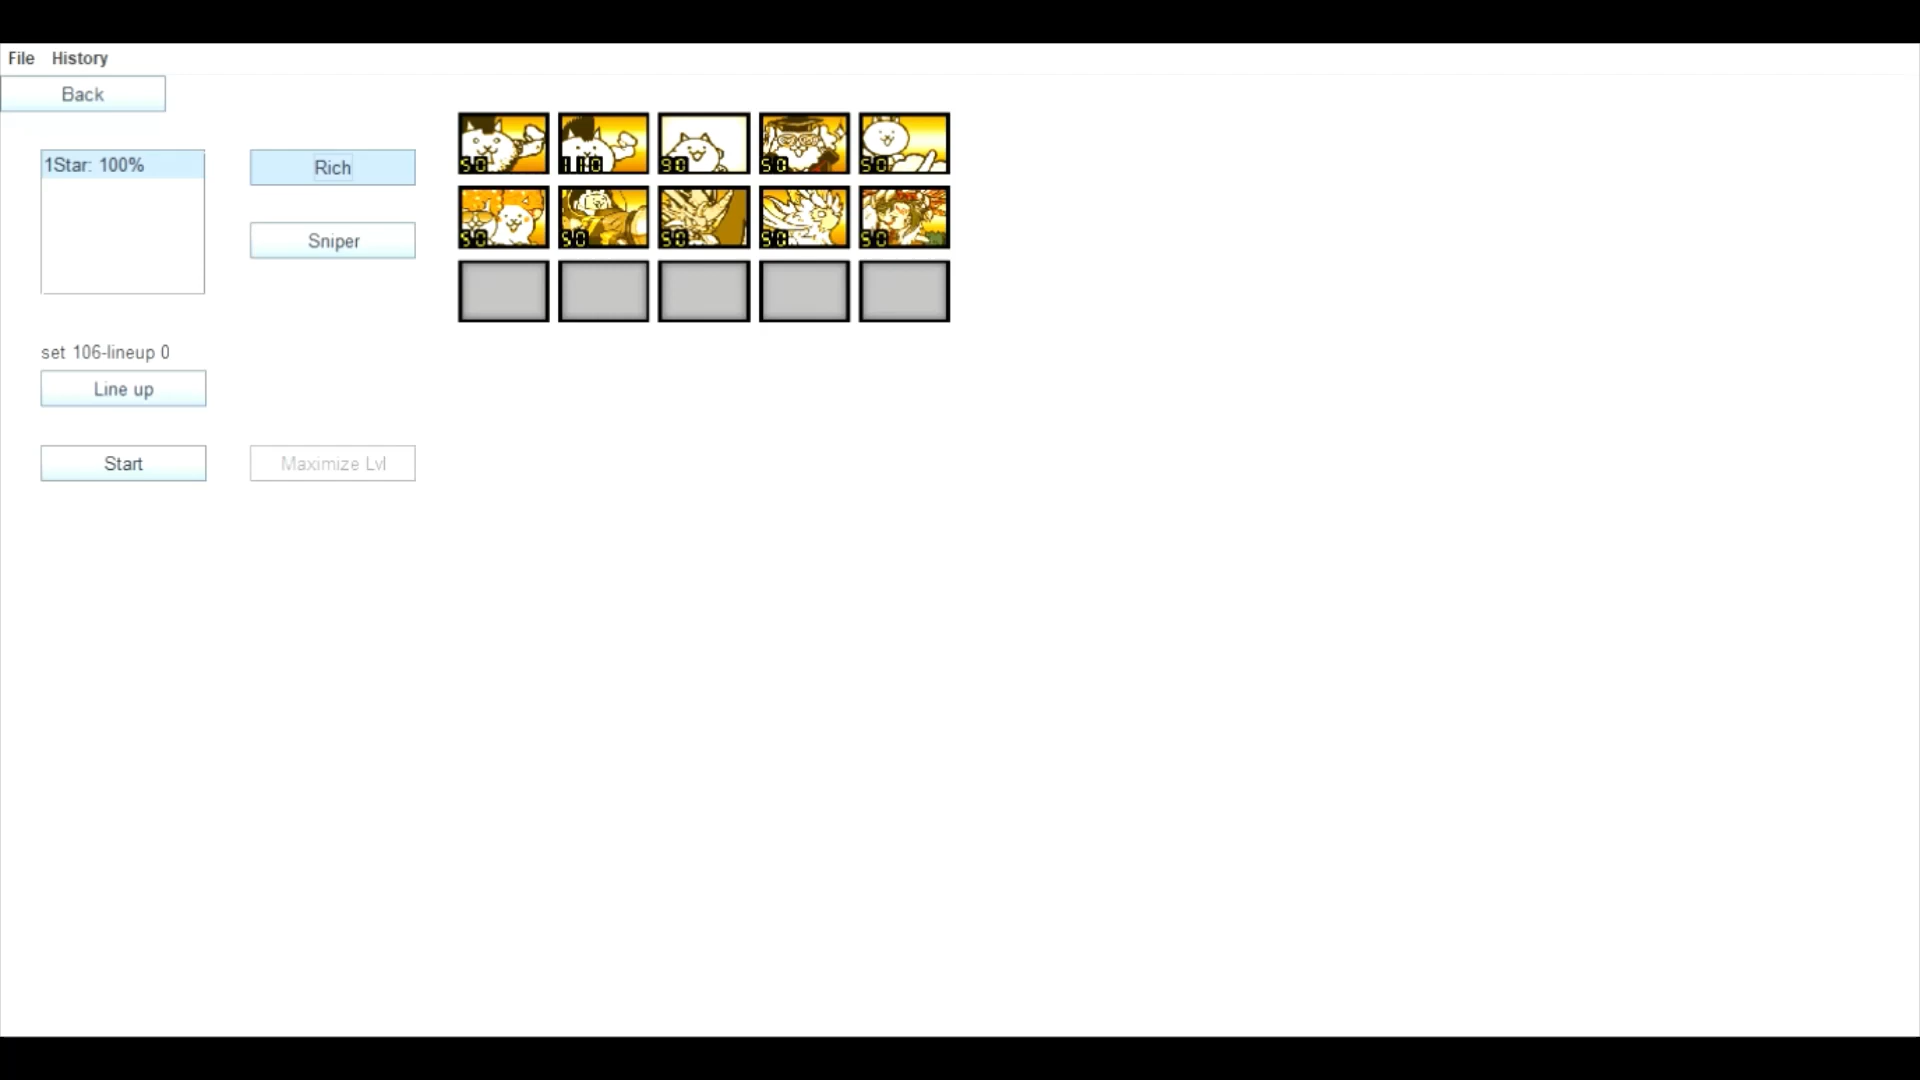 File History
Back
1Star: 100%
Rich
Sniper
50 110 90 50 50
50 50 50 50 50
set 106-lineup 0
Line up
Start
Maximize Lvl